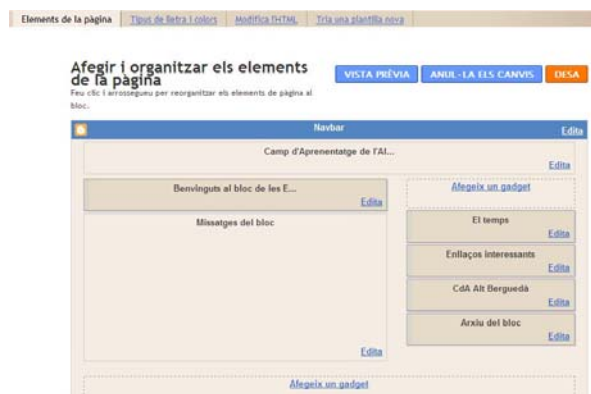 Elements de la pàgina Tipus de lletra i colors Modifica l'HTML Tria una plantilla nova
Afegir i organitzar els elements
de la pàgina
VISTA PRÈVIA ANUL·LA ELS CANVIS DESA
Feu clic i arrossegueu per reorganitzar els elements de pàgina al
bloc.
Navbar Edita
Camp d'Aprenentatge de l'Al...
Edita
Benvinguts al bloc de les E...
Edita
Missatges del bloc
Edita
Afegeix un gadget
El temps
Edita
Enllaços interessants
Edita
CdA Alt Berguedà
Edita
Arxiu del bloc
Edita
Afegeix un gadget